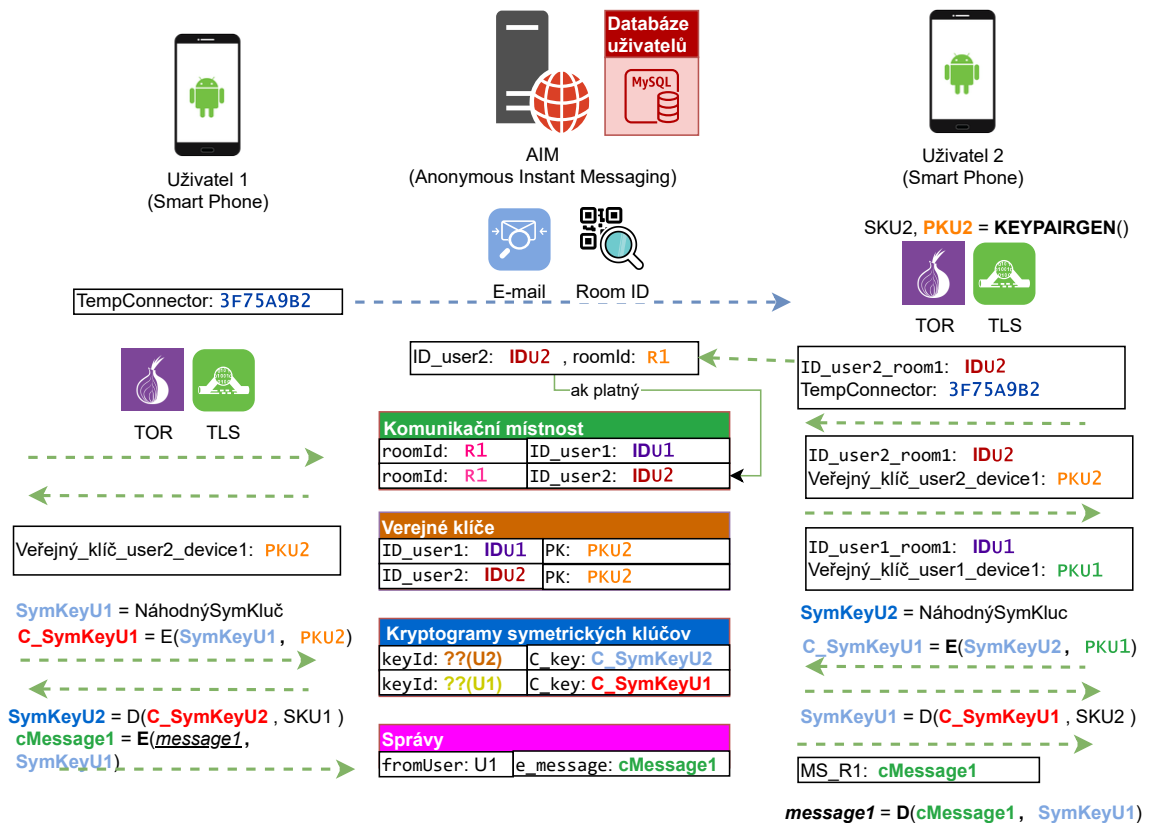 Databáze
uživatelů
MySQL
Uživatel 1
(Smart Phone)
AIM
(Anonymous Instant Messaging)
Uživatel 2
(Smart Phone)
SKU2, PKU2 = KEYPAIRGEN()
E-mail
Room ID
TOR
TLS
TempConnector: 3F75A9B2
ID_user2: IDU2 , roomId: R1
ak platný
ID_user2_room1: IDU2
TempConnector: 3F75A9B2
TOR
TLS
Komunikační místnost
roomId: R1
ID_user1: IDU1
roomId: R1
ID_user2: IDU2
ID_user2_room1: IDU2
Veřejný_klíč_user2_device1: PKU2
Veřejný_klíč_user2_device1: PKU2
Verejné klíče
ID_user1: IDU1
PK: PKU2
ID_user2: IDU2
PK: PKU2
ID_user1_room1: IDU1
Veřejný_klíč_user1_device1: PKU1
SymKeyU1 = NáhodnýSymKluč
C_SymKeyU1 = E(SymKeyU1, PKU2)
Kryptogramy symetrických klúčov
keyId: ??(U2)
C_key: C_SymKeyU2
keyId: ??(U1)
C_key: C_SymKeyU1
SymKeyU2 = NáhodnýSymKluc
C_SymKeyU1 = E(SymKeyU2, PKU1)
SymKeyU2 = D(C_SymKeyU2 , SKU1 )
cMessage1 = E(message1,
SymKeyU1)
Správy
fromUser: U1
e_message: cMessage1
SymKeyU1 = D(C_SymKeyU1 , SKU2 )
MS_R1: cMessage1
message1 = D(cMessage1, SymKeyU1)